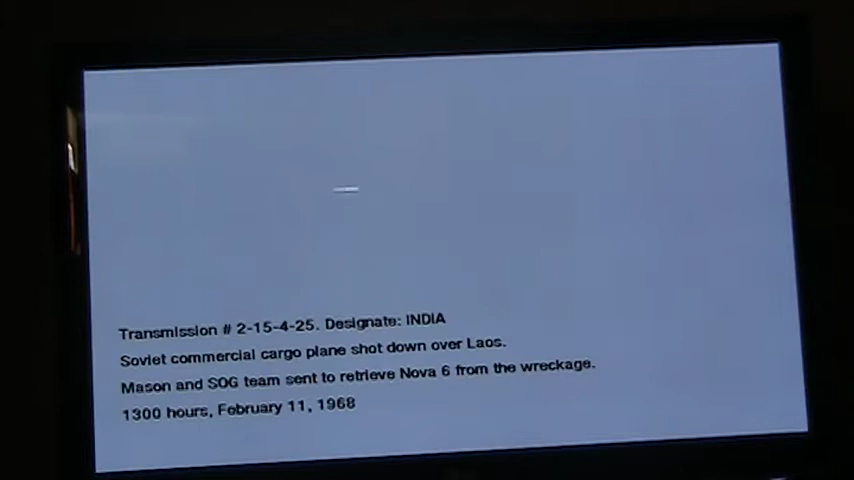 Transmission # 2-15-4-25. Designate: INDIA
Soviet commercial cargo plane shot down over Laos.
Mason and SOG team sent to retrieve Nova 6 from the wreckage.
1300 hours, February 11, 1968